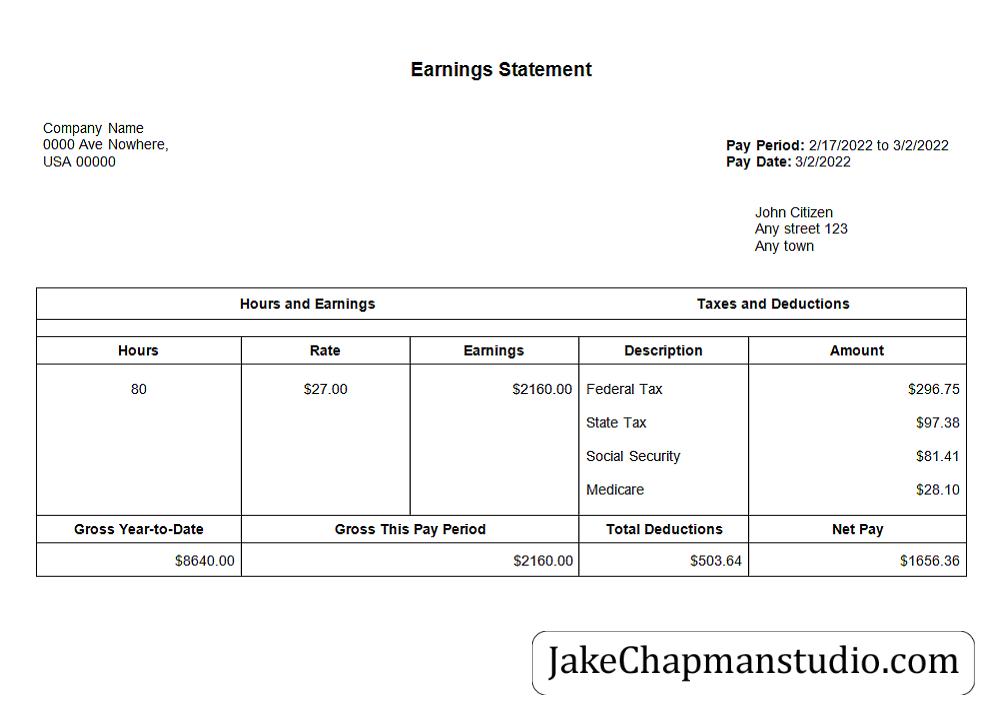 Earnings Statement
Company Name
0000 Ave Nowhere,
USA 00000
Pay Period: 2/17/2022 to 3/2/2022
Pay Date: 3/2/2022
John Citizen
Any street 123
Any town
Hours and Earnings Taxes and Deductions
Hours Rate Earnings Description Amount
80 $27.00 $2160.00 Federal Tax $296.75
State Tax $97.38
Social Security $81.41
Medicare $28.10
Gross Year-to-Date Gross This Pay Period Total Deductions Net Pay
$8640.00 $2160.00 $503.64 $1656.36
JakeChapmanstudio.com